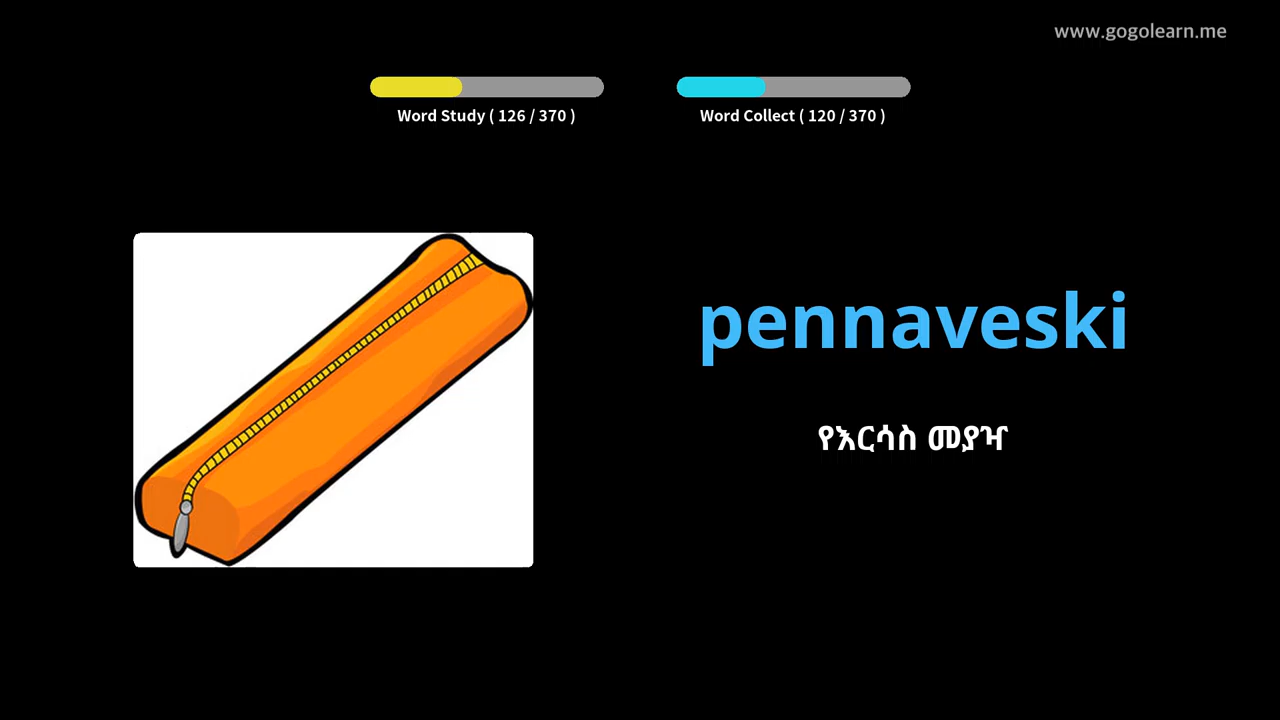 www.gogolearn.me
Word Study ( 126 / 370 )
Word Collect ( 120 / 370 )
pennaveski
የእርሳስ መያዣ